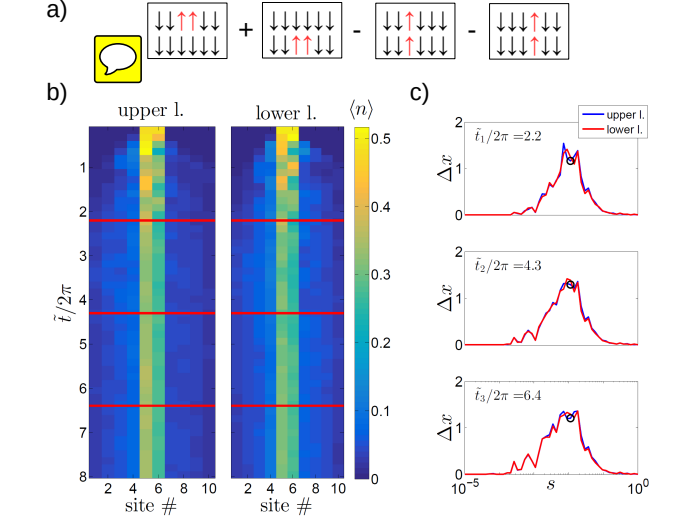 a)
↓↓↑↑↓↓ + ↓↓↓↓↓↓ - ↓↓↑↓↓↓ - ↓↓↓↑↓↓
↓↓↓↓↓↓ ↓↓↑↑↓↓ ↓↓↑↓↓↓ ↓↓↓↑↓↓
b)
upper l.
lower l.
⟨n⟩
t̃/2π
1
2
3
4
5
6
7
8
2 4 6 8 10
2 4 6 8 10
site #
site #
0.5
0.4
0.3
0.2
0.1
0
c)
upper l.
lower l.
t̃₁/2π =2.2
Δx
2
1
0
t̃₂/2π =4.3
Δx
2
1
0
t̃₃/2π =6.4
Δx
2
1
0
10⁻⁵
s
10⁰